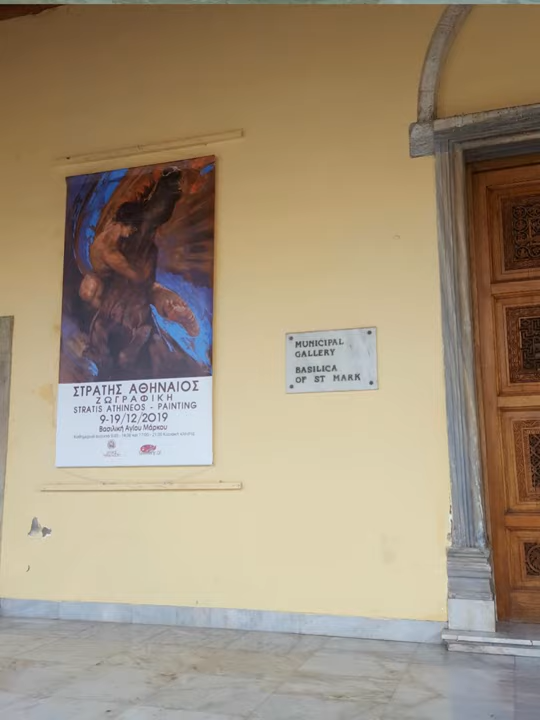 ΣΤΡΑΤΗΣ ΑΘΗΝΑΙΟΣ
ΖΩΓΡΑΦΙΚΗ
STRATIS ATHINEOS - PAINTING
9-19/12/2019
Βασιλική Αγίου Μάρκου
MUNICIPAL
GALLERY
BASILICA
OF ST MARK